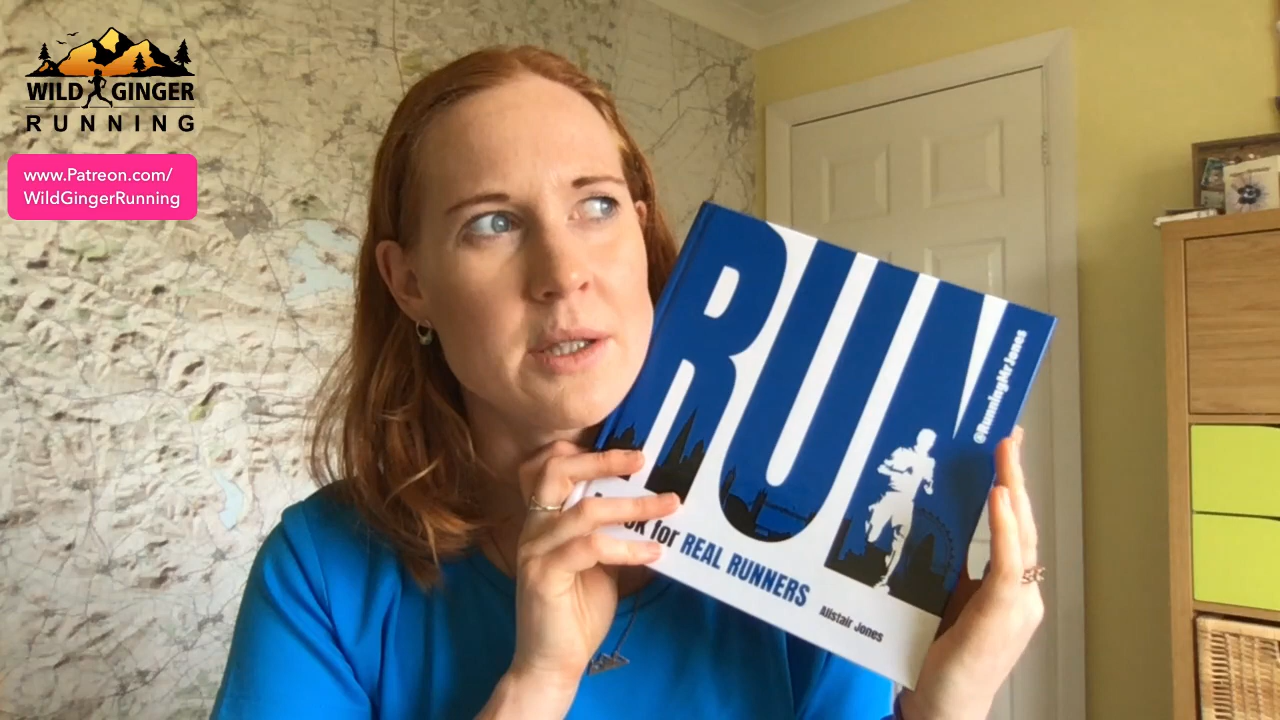 WILD GINGER
RUNNING
www.Patreon.com/
WildGingerRunning
RUN
@RunningMrJones
for REAL RUNNERS
Alistair Jones